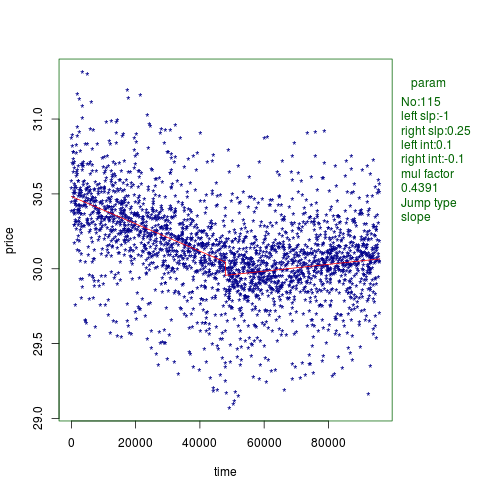 param
No:115
left slp:-1
right slp:0.25
left int:0.1
right int:-0.1
mul factor
0.4391
Jump type
slope
price
31.0
30.5
30.0
29.5
29.0
0
20000
40000
60000
80000
time